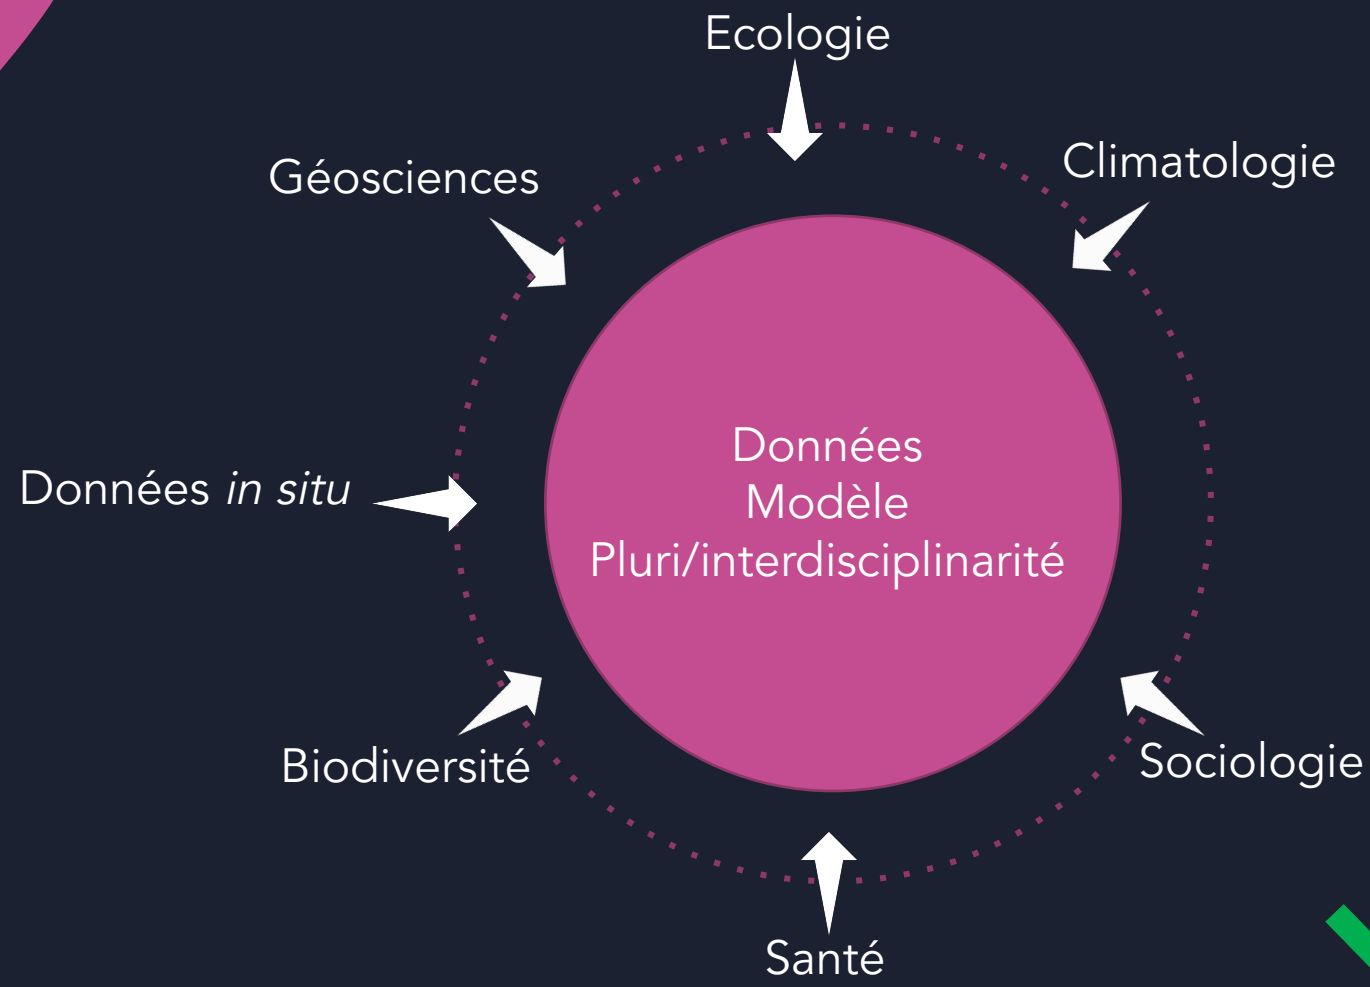 Ecologie
Climatologie
Géosciences
Données in situ
Données
Modèle
Pluri/interdisciplinarité
Biodiversité
Sociologie
Santé